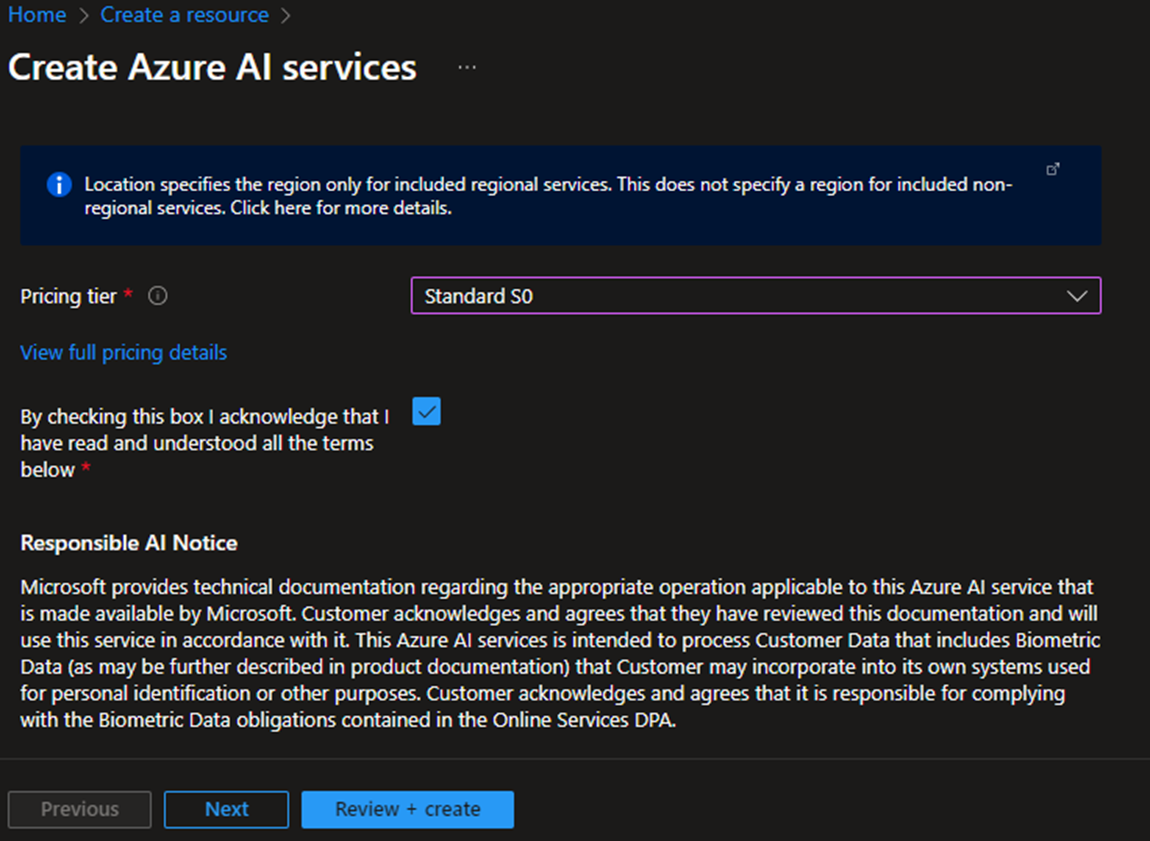 Home > Create a resource >
Create Azure AI services ...
Location specifies the region only for included regional services. This does not specify a region for included non-
regional services. Click here for more details.
Pricing tier *
Standard S0
View full pricing details
By checking this box I acknowledge that I
have read and understood all the terms
below *
Responsible AI Notice
Microsoft provides technical documentation regarding the appropriate operation applicable to this Azure AI service that
is made available by Microsoft. Customer acknowledges and agrees that they have reviewed this documentation and will
use this service in accordance with it. This Azure AI services is intended to process Customer Data that includes Biometric
Data (as may be further described in product documentation) that Customer may incorporate into its own systems used
for personal identification or other purposes. Customer acknowledges and agrees that it is responsible for complying
with the Biometric Data obligations contained in the Online Services DPA.
Previous
Next
Review + create